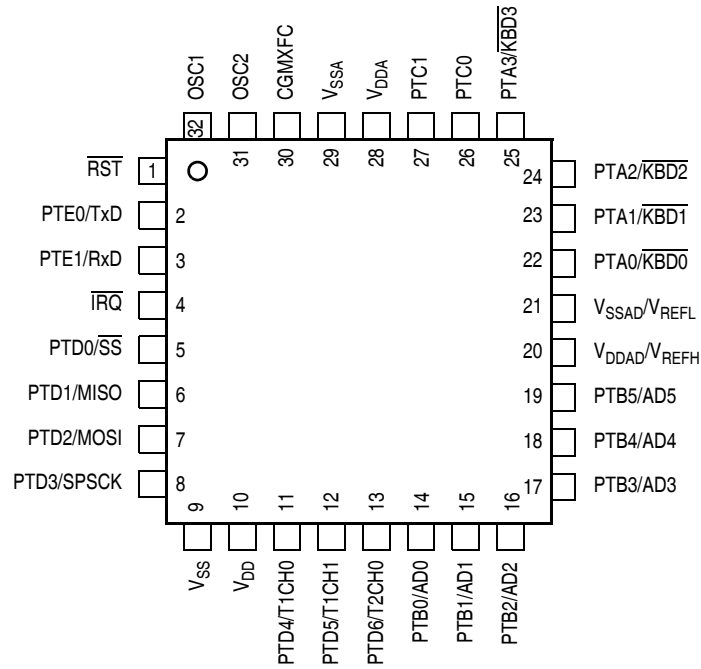 OSC1
OSC2
CGMXFC
VSSA
VDDA
PTC1
PTC0
PTA3/KBD3
32
31
30
29
28
27
26
25
RST
1
PTE0/TxD
2
PTE1/RxD
3
IRQ
4
PTD0/SS
5
PTD1/MISO
6
PTD2/MOSI
7
PTD3/SPSCK
8
24
PTA2/KBD2
23
PTA1/KBD1
22
PTA0/KBD0
21
VSSAD/VREFL
20
VDDAD/VREFH
19
PTB5/AD5
18
PTB4/AD4
17
PTB3/AD3
9
10
11
12
13
14
15
16
VSS
VDD
PTD4/T1CH0
PTD5/T1CH1
PTD6/T2CH0
PTB0/AD0
PTB1/AD1
PTB2/AD2